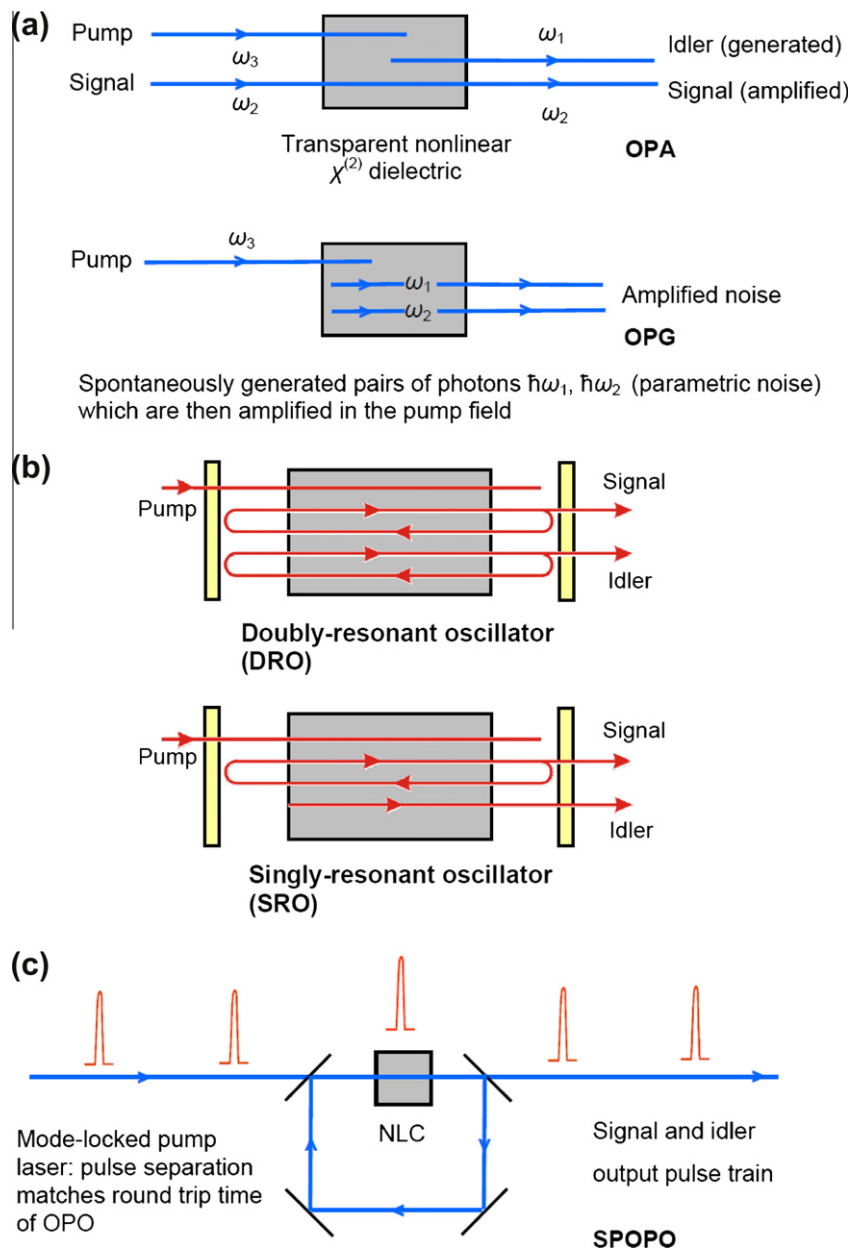 (a)
Pump
ω3
Signal
ω2
ω1
Idler (generated)
Signal (amplified)
ω2
Transparent nonlinear
χ(2) dielectric
OPA
Pump
ω3
ω1
ω2
Amplified noise
OPG
Spontaneously generated pairs of photons ħω1, ħω2 (parametric noise)
which are then amplified in the pump field
(b)
Pump
Signal
Idler
Doubly-resonant oscillator
(DRO)
Pump
Signal
Idler
Singly-resonant oscillator
(SRO)
(c)
NLC
Mode-locked pump
laser: pulse separation
matches round trip time
of OPO
Signal and idler
output pulse train
SPOPO